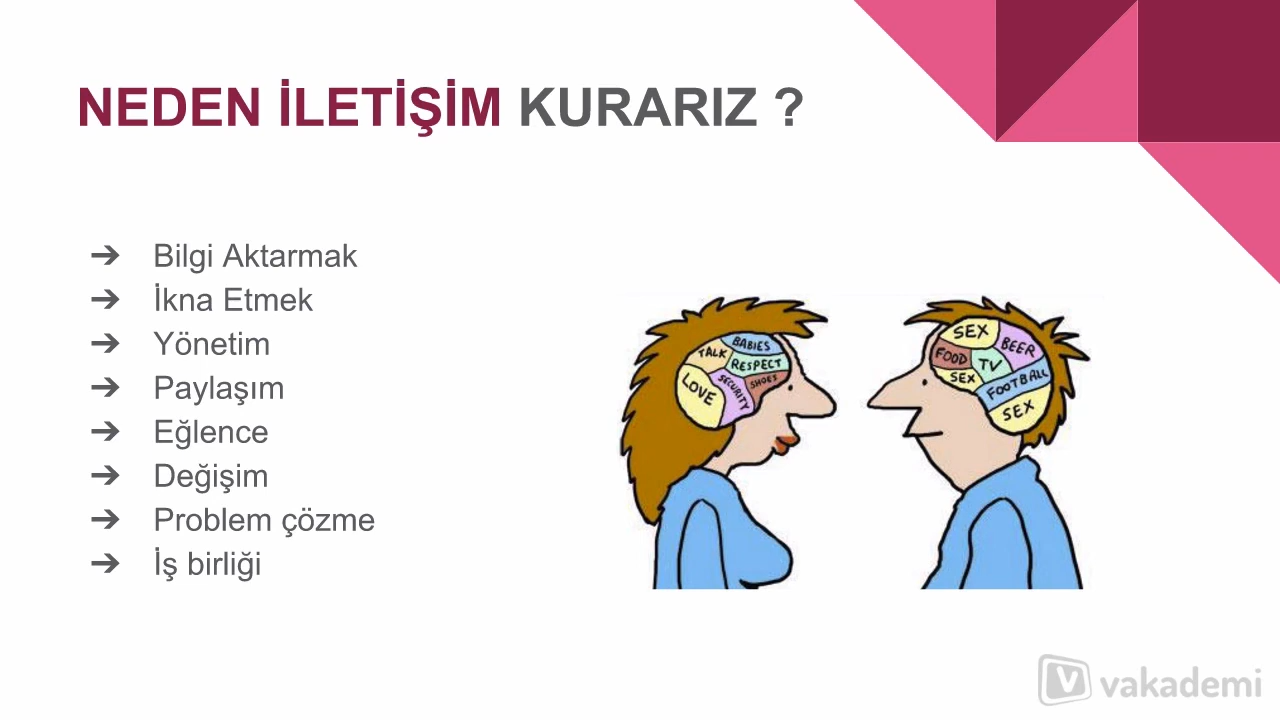 NEDEN İLETİŞİM KURARIZ ?
➔ Bilgi Aktarmak
➔ İkna Etmek
➔ Yönetim
➔ Paylaşım
➔ Eğlence
➔ Değişim
➔ Problem çözme
➔ İş birliği
BABIES
TALK
RESPECT
LOVE
SECURITY
SHOES
SEX
BEER
FOOD
TV
SEX
FOOTBALL
SEX
vakademi